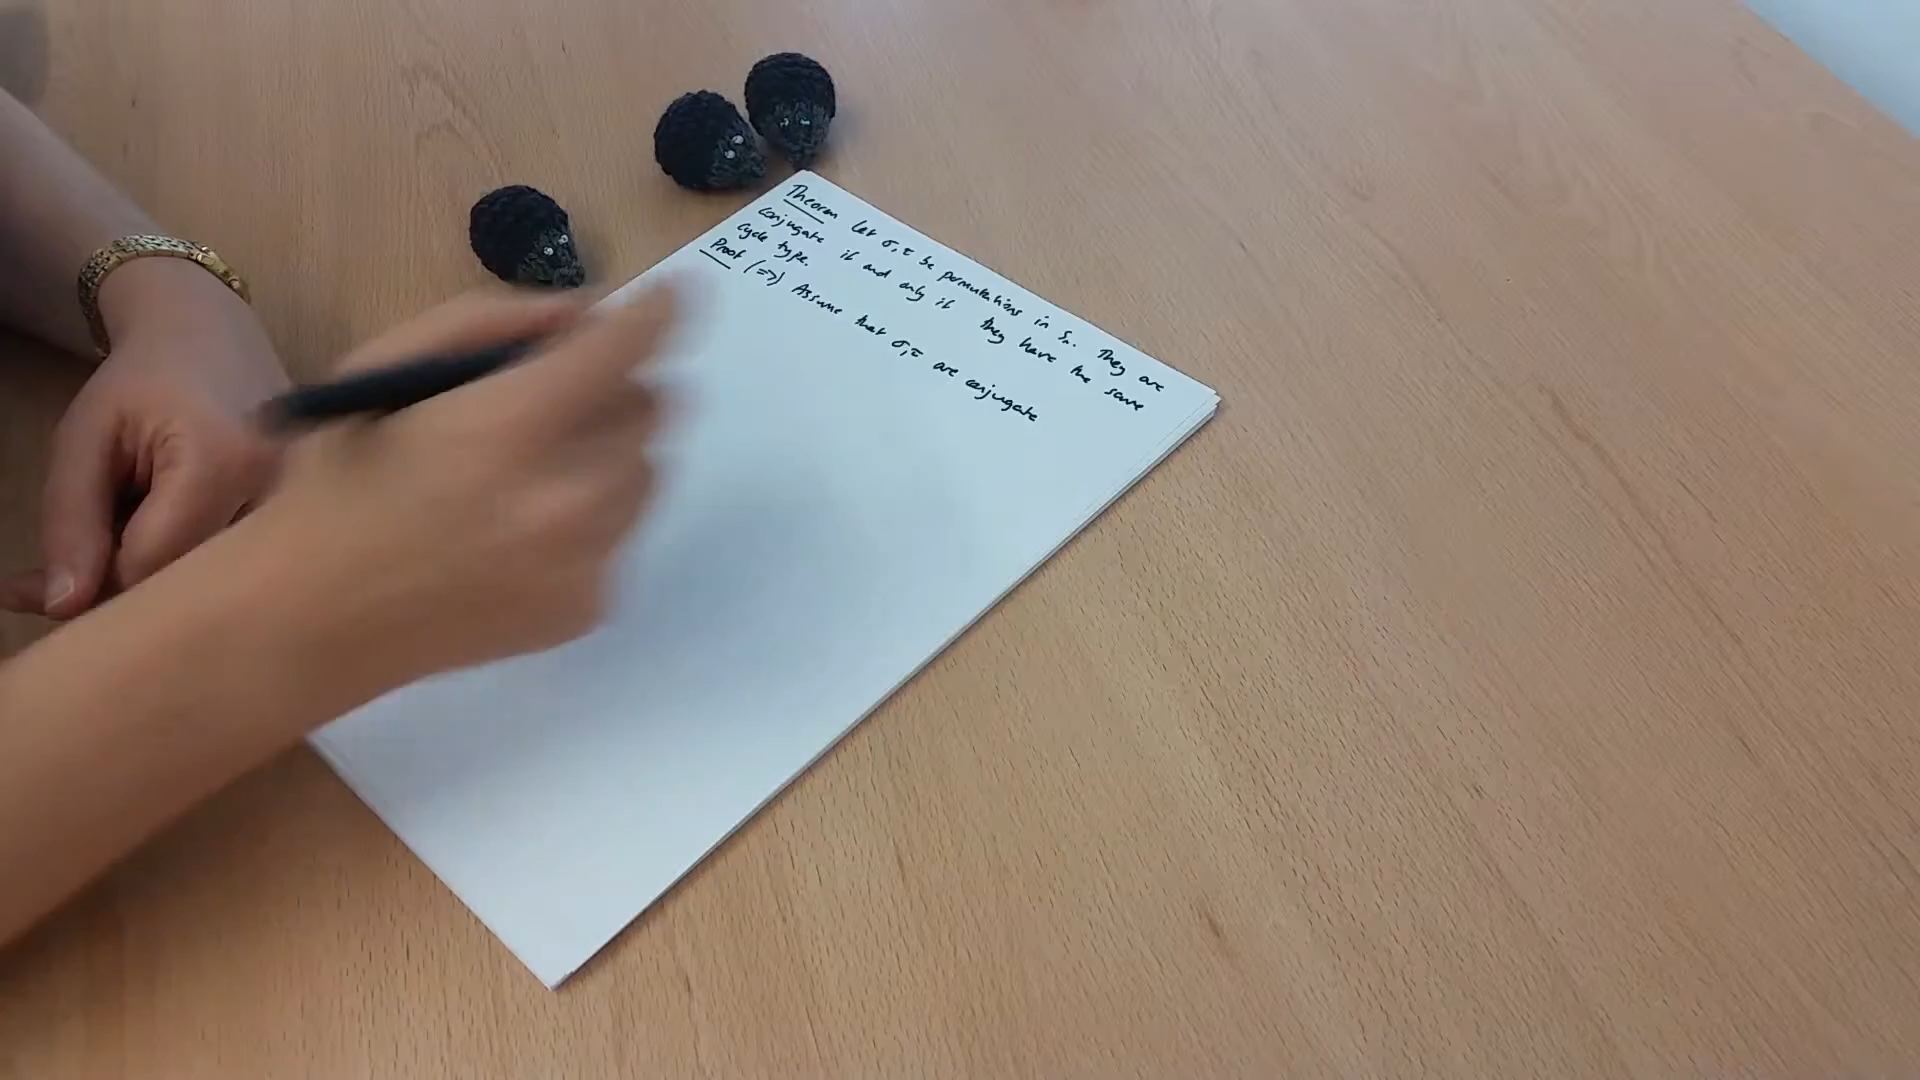 Theorem Let σ, τ be permutations in Sₙ. They are
conjugate if and only if they have the same
cycle type.
Proof (=>) Assume that σ, τ are conjugate